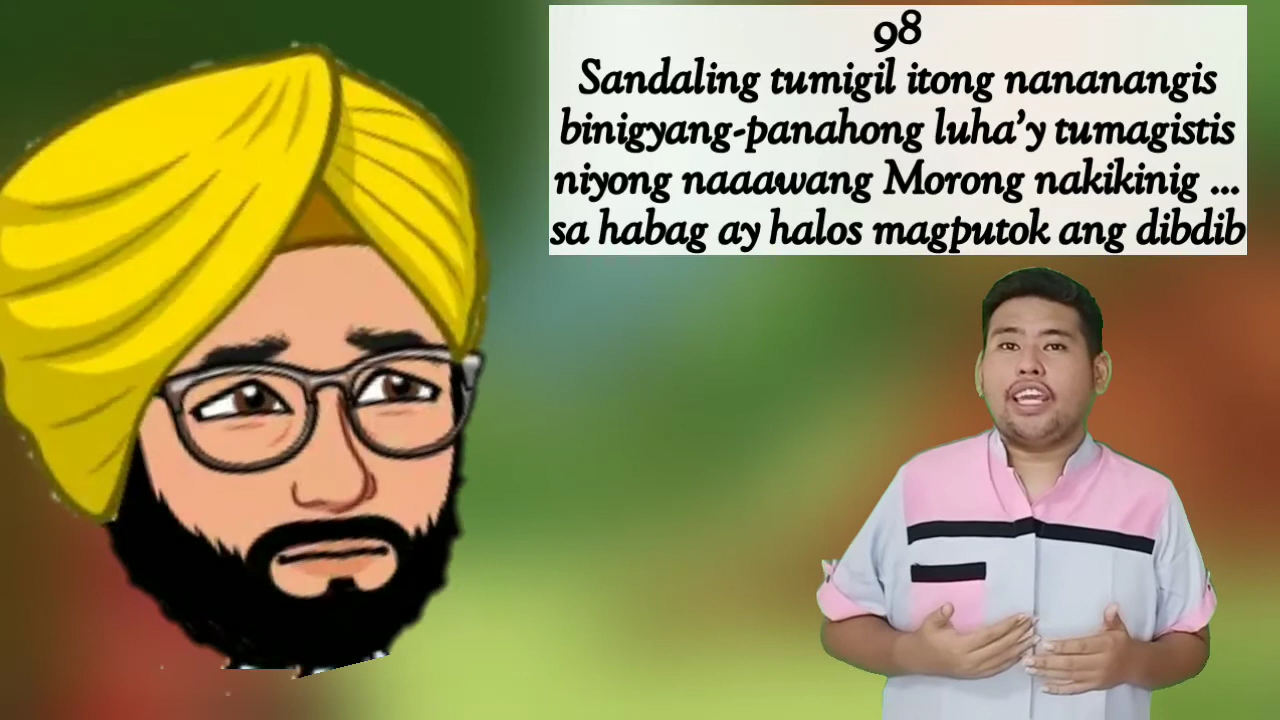 98
Sandaling tumigil itong nananangis
binigyang-panahong luha'y tumagistis
niyong naaawang Morong nakikinig ...
sa habag ay halos magputok ang dibdib